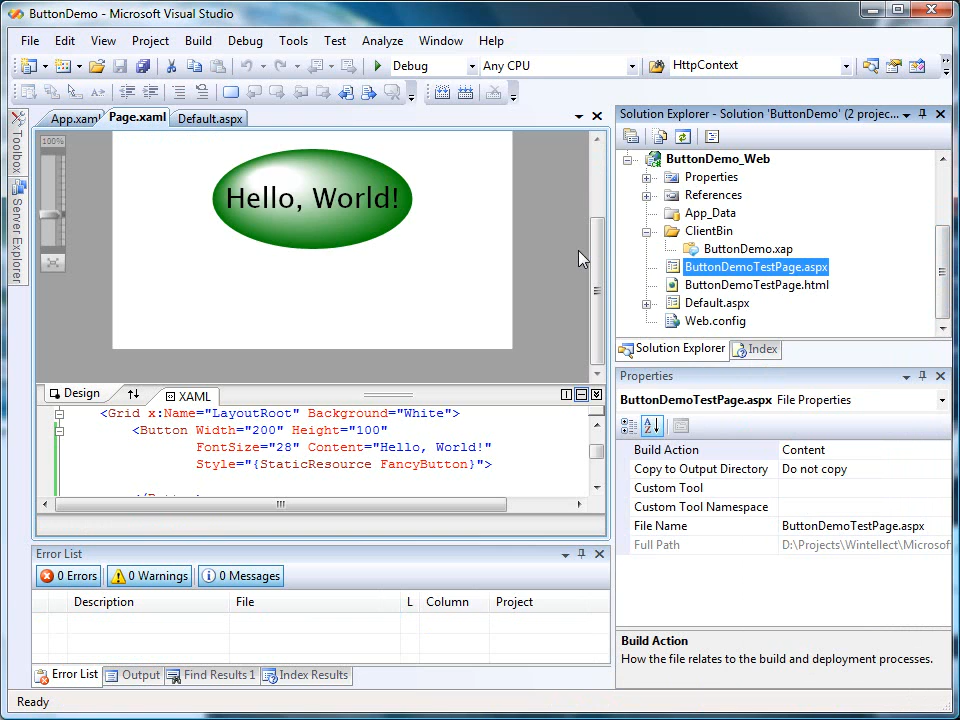 ButtonDemo - Microsoft Visual Studio
File Edit View Project Build Debug Tools Test Analyze Window Help
Debug Any CPU HttpContext
App.xaml Page.xaml Default.aspx
Toolbox
Server Explorer
100%
Hello, World!
Design XAML
<Grid x:Name="LayoutRoot" Background="White">
<Button Width="200" Height="100"
FontSize="28" Content="Hello, World!"
Style="{StaticResource FancyButton}">
Error List
0 Errors 0 Warnings 0 Messages
Description File L Column Project
Error List Output Find Results 1 Index Results
Ready
Solution Explorer - Solution 'ButtonDemo' (2 projec...
ButtonDemo_Web
Properties
References
App_Data
ClientBin
ButtonDemo.xap
ButtonDemoTestPage.aspx
ButtonDemoTestPage.html
Default.aspx
Web.config
Solution Explorer Index
Properties
ButtonDemoTestPage.aspx File Properties
Build Action Content
Copy to Output Directory Do not copy
Custom Tool
Custom Tool Namespace
File Name ButtonDemoTestPage.aspx
Full Path D:\Projects\Wintellect\Microsof
Build Action
How the file relates to the build and deployment processes.